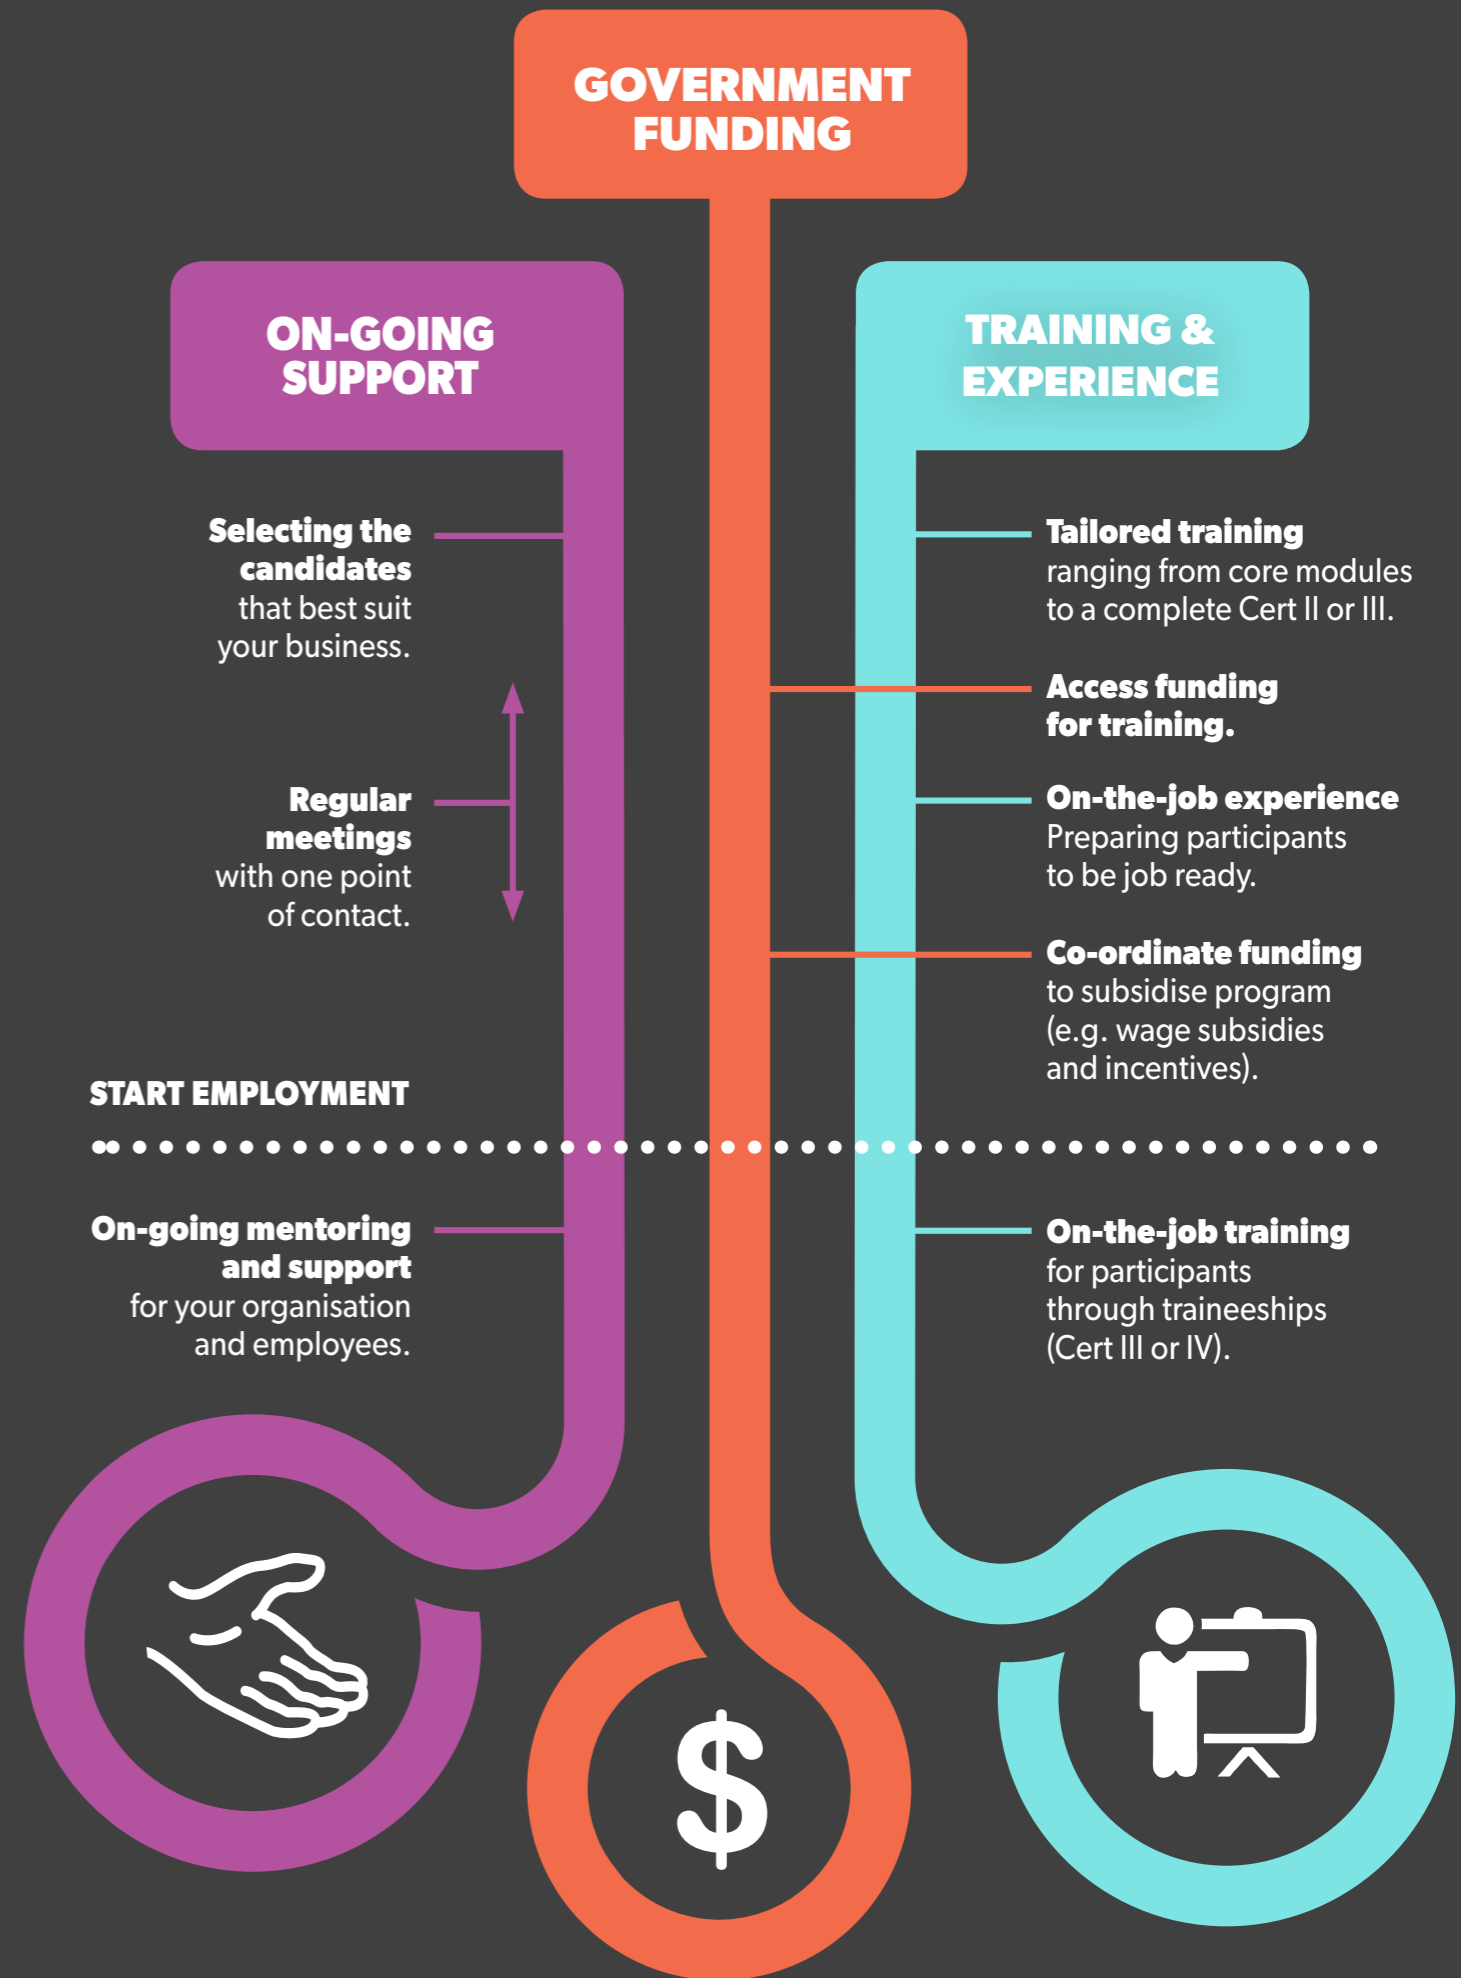 GOVERNMENT
FUNDING
ON-GOING
SUPPORT
Selecting the
candidates
that best suit
your business.
Regular
meetings
with one point
of contact.
TRAINING &
EXPERIENCE
Tailored training
ranging from core modules
to a complete Cert II or III.
Access funding
for training.
On-the-job experience
Preparing participants
to be job ready.
Co-ordinate funding
to subsidise program
(e.g. wage subsidies
and incentives).
START EMPLOYMENT
On-going mentoring
and support
for your organisation
and employees.
On-the-job training
for participants
through traineeships
(Cert III or IV).
$